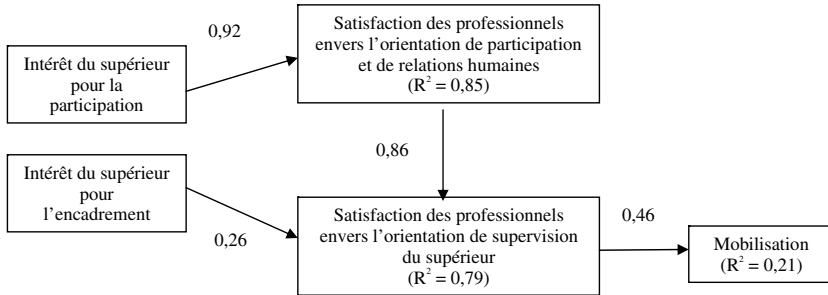 0,92
Satisfaction des professionnels
envers l'orientation de participation
et de relations humaines
(R² = 0,85)
Intérêt du supérieur
pour la
participation
0,86
Intérêt du supérieur
pour
l'encadrement
0,26
Satisfaction des professionnels
envers l'orientation de supervision
du supérieur
(R² = 0,79)
0,46
Mobilisation
(R² = 0,21)